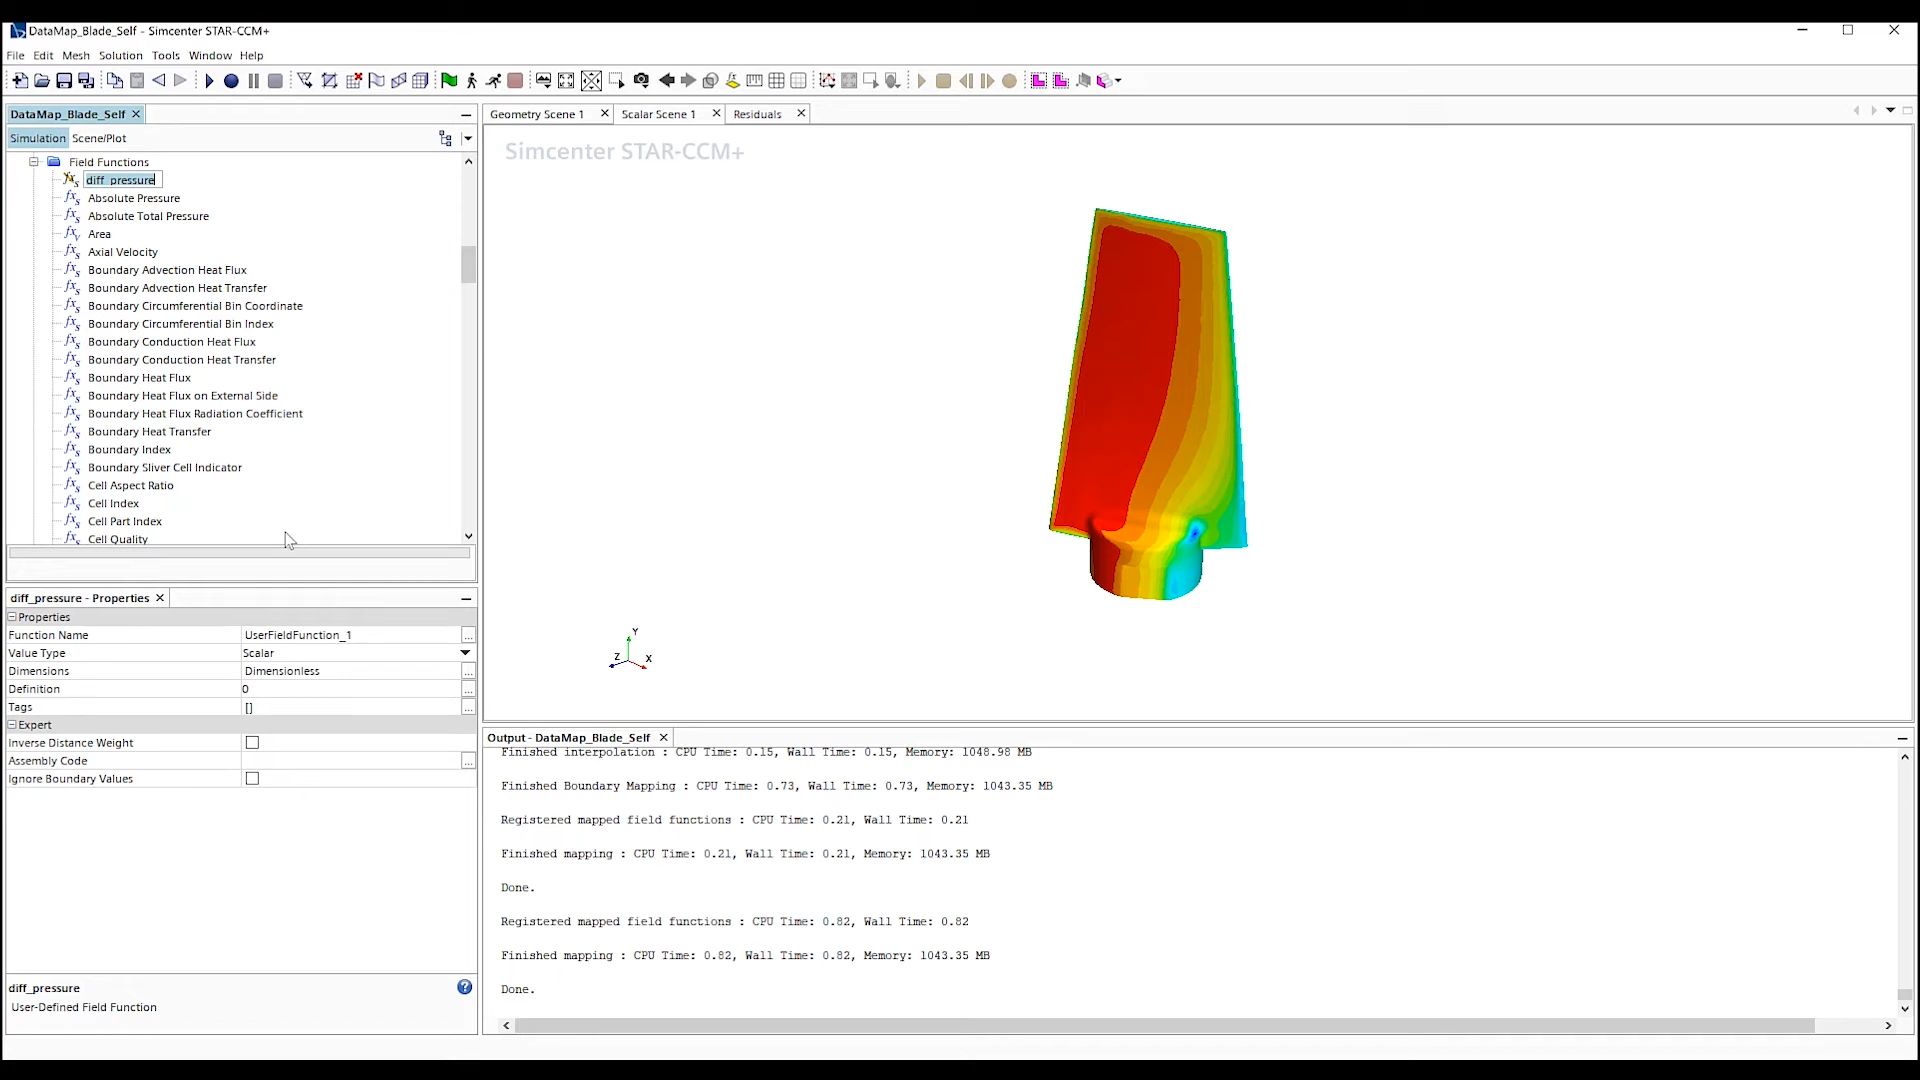 DataMap_Blade_Self - Simcenter STAR-CCM+
File Edit Mesh Solution Tools Window Help
DataMap_Blade_Self
Simulation Scene/Plot
Field Functions
diff_pressure
Absolute Pressure
Absolute Total Pressure
Area
Axial Velocity
Boundary Advection Heat Flux
Boundary Advection Heat Transfer
Boundary Circumferential Bin Coordinate
Boundary Circumferential Bin Index
Boundary Conduction Heat Flux
Boundary Conduction Heat Transfer
Boundary Heat Flux
Boundary Heat Flux on External Side
Boundary Heat Flux Radiation Coefficient
Boundary Heat Transfer
Boundary Index
Boundary Sliver Cell Indicator
Cell Aspect Ratio
Cell Index
Cell Part Index
Cell Quality
diff_pressure - Properties
Properties
Function Name UserFieldFunction_1 ...
Value Type Scalar
Dimensions Dimensionless ...
Definition 0 ...
Tags [] ...
Expert
Inverse Distance Weight
Assembly Code ...
Ignore Boundary Values
diff_pressure
User-Defined Field Function
Geometry Scene 1 Scalar Scene 1 Residuals
Simcenter STAR-CCM+
Y
Z X
Output - DataMap_Blade_Self
Finished interpolation : CPU Time: 0.15, Wall Time: 0.15, Memory: 1048.98 MB
Finished Boundary Mapping : CPU Time: 0.73, Wall Time: 0.73, Memory: 1043.35 MB
Registered mapped field functions : CPU Time: 0.21, Wall Time: 0.21
Finished mapping : CPU Time: 0.21, Wall Time: 0.21, Memory: 1043.35 MB
Done.
Registered mapped field functions : CPU Time: 0.82, Wall Time: 0.82
Finished mapping : CPU Time: 0.82, Wall Time: 0.82, Memory: 1043.35 MB
Done.